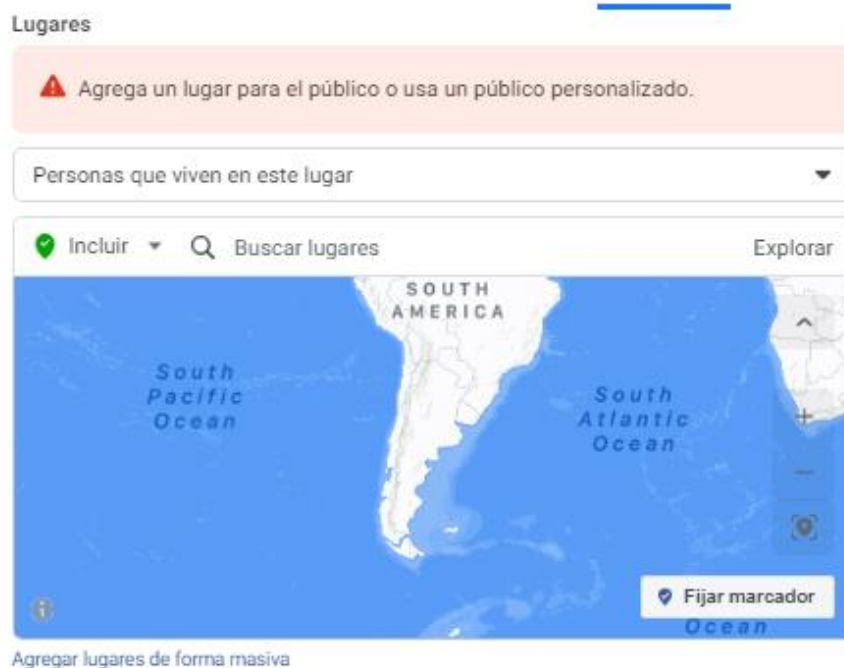 Lugares
Agrega un lugar para el público o usa un público personalizado.
Personas que viven en este lugar
Incluir
Buscar lugares
Explorar
SOUTH
AMERICA
South
Pacific
Ocean
South
Atlantic
Ocean
Fijar marcador
Ocean
Agregar lugares de forma masiva